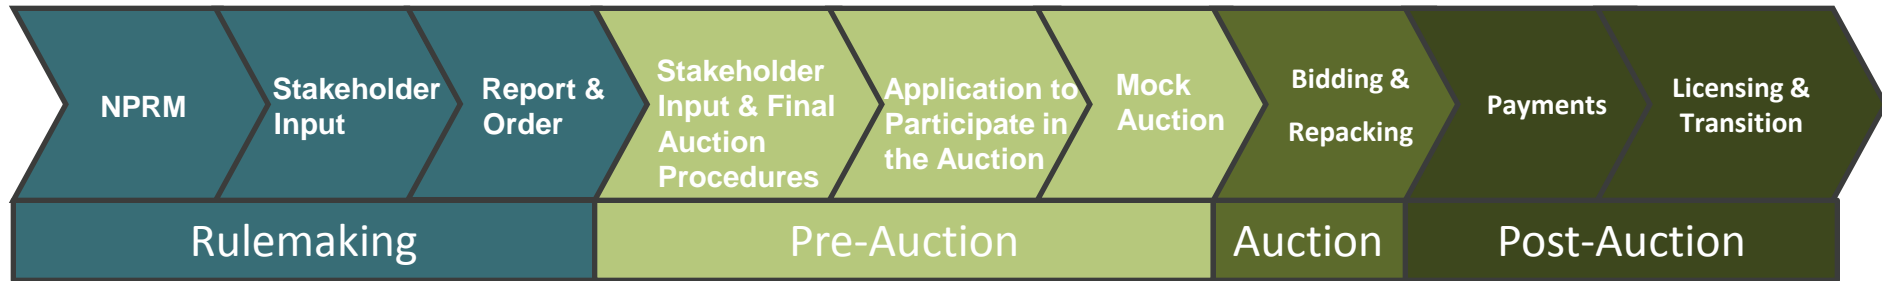 NPRM
Stakeholder
Input
Report &
Order
Stakeholder
Input & Final
Auction
Procedures
Application to
Participate in
the Auction
Mock
Auction
Bidding &
Repacking
Payments
Licensing &
Transition
Rulemaking
Pre-Auction
Auction
Post-Auction